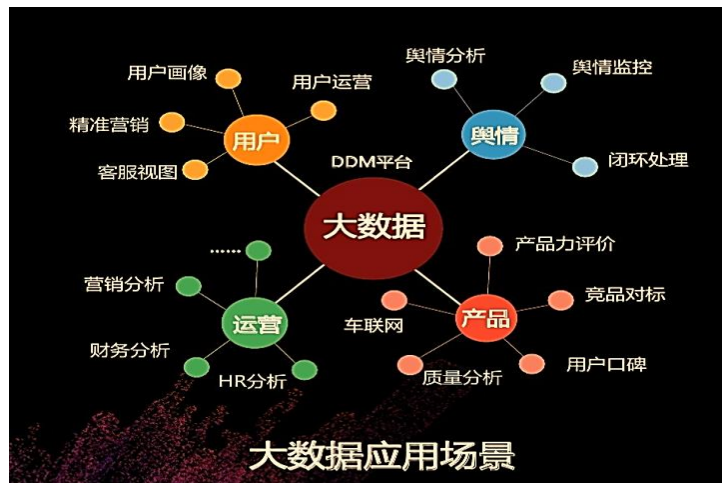 舆情分析
舆情监控
用户画像
用户运营
精准营销
用户
舆情
客服视图
DDM平台
闭环处理
大数据
产品力评价
……
营销分析
竞品对标
运营
车联网
产品
财务分析
HR分析
质量分析
用户口碑
大数据应用场景